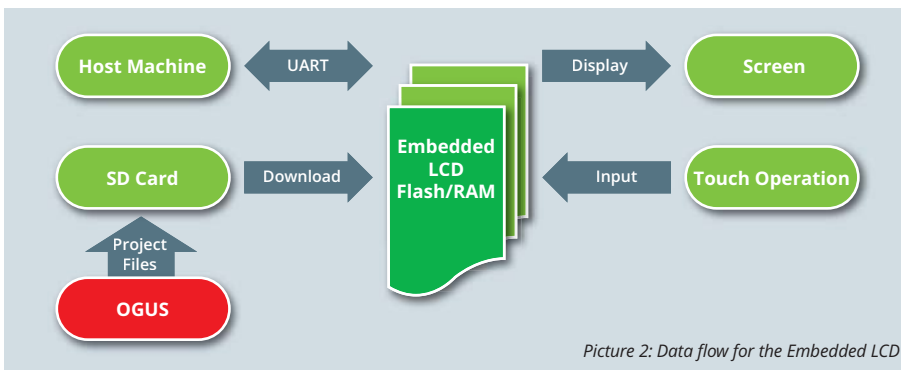 Host Machine
UART
Display
Screen
Embedded
LCD
Flash/RAM
SD Card
Download
Input
Touch Operation
Project
Files
OGUS
Picture 2: Data flow for the Embedded LCD